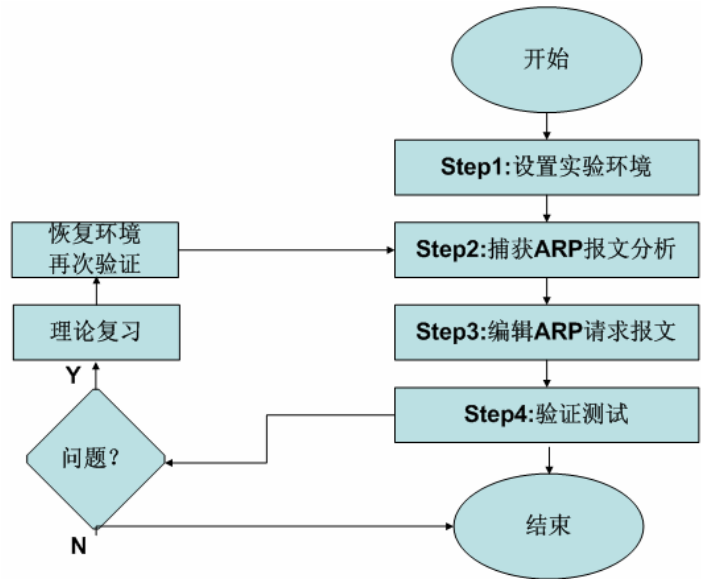 开始
Step1:设置实验环境
恢复环境
再次验证
Step2:捕获ARP报文分析
理论复习
Step3:编辑ARP请求报文
Y
Step4:验证测试
问题?
结束
N